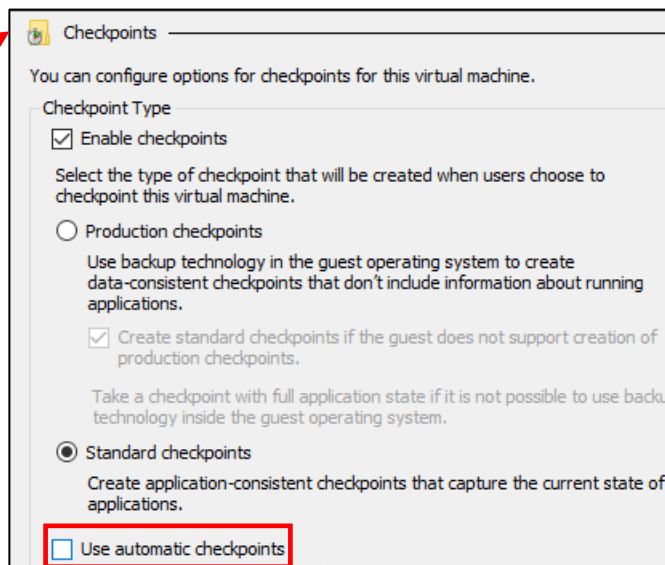 Checkpoints
You can configure options for checkpoints for this virtual machine.
Checkpoint Type
Enable checkpoints
Select the type of checkpoint that will be created when users choose to
checkpoint this virtual machine.
Production checkpoints
Use backup technology in the guest operating system to create
data-consistent checkpoints that don't include information about running
applications.
Create standard checkpoints if the guest does not support creation of
production checkpoints.
Take a checkpoint with full application state if it is not possible to use backu
technology inside the guest operating system.
Standard checkpoints
Create application-consistent checkpoints that capture the current state of
applications.
Use automatic checkpoints